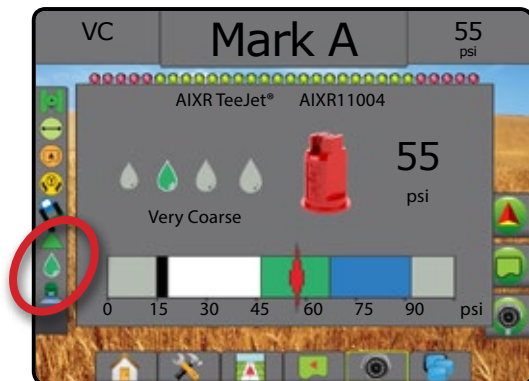 VC
Mark A
55
psi
AIXR TeeJet® AIXR11004
55
psi
Very Coarse
0 15 30 45 60 75 90 psi